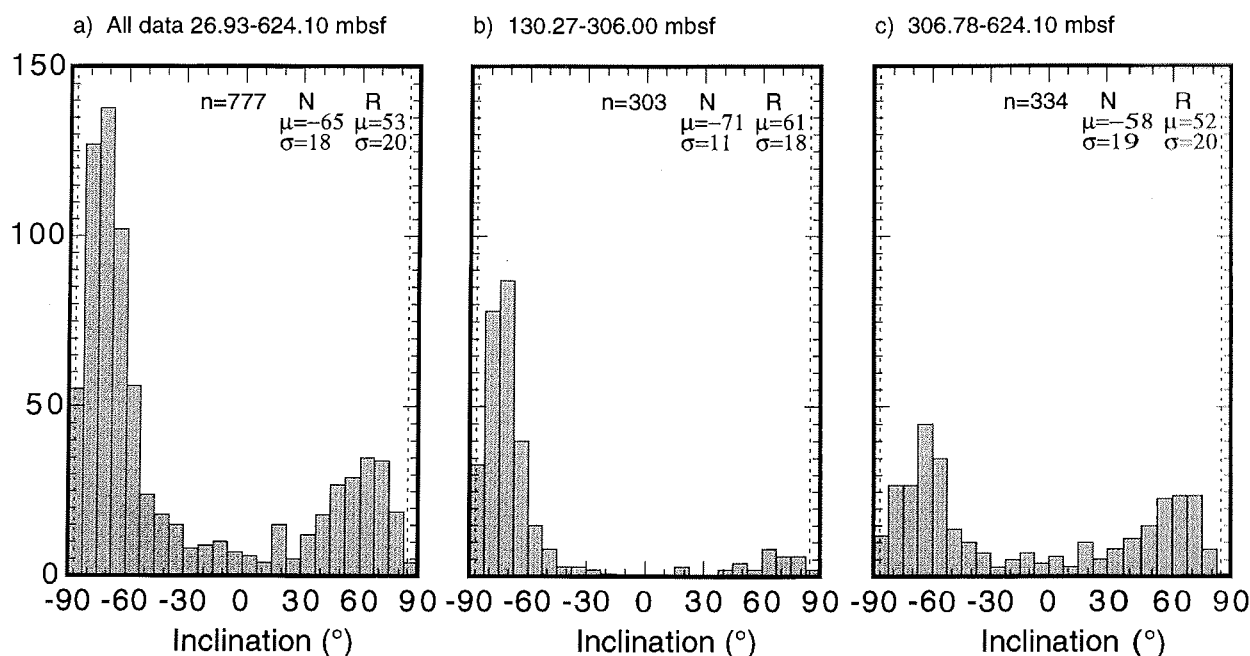 a) All data 26.93-624.10 mbsf
b) 130.27-306.00 mbsf
c) 306.78-624.10 mbsf
150
100
50
0
n=777 N R
μ=-65 μ=53
σ=18 σ=20
n=303 N R
μ=-71 μ=61
σ=11 σ=18
n=334 N R
μ=-58 μ=52
σ=19 σ=20
-90 -60 -30 0 30 60 90
-90 -60 -30 0 30 60 90
-90 -60 -30 0 30 60 90
Inclination (°)
Inclination (°)
Inclination (°)